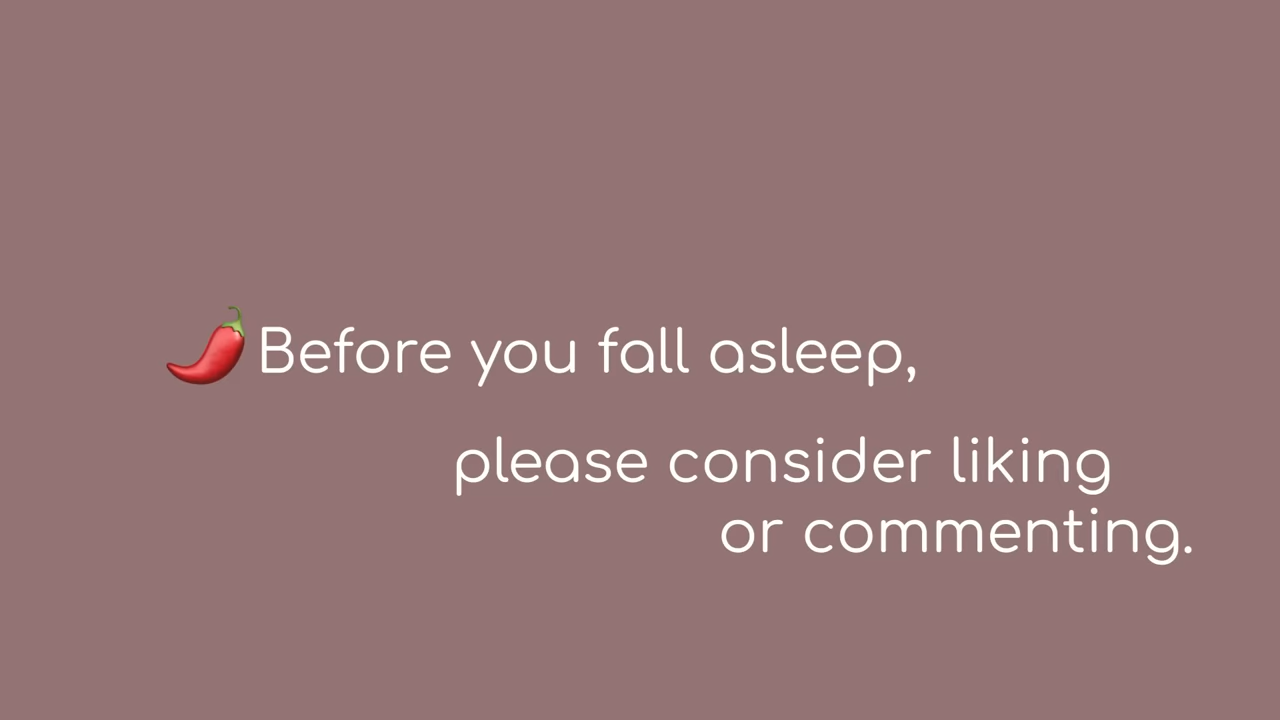 🌶️Before you fall asleep,
please consider liking
or commenting.